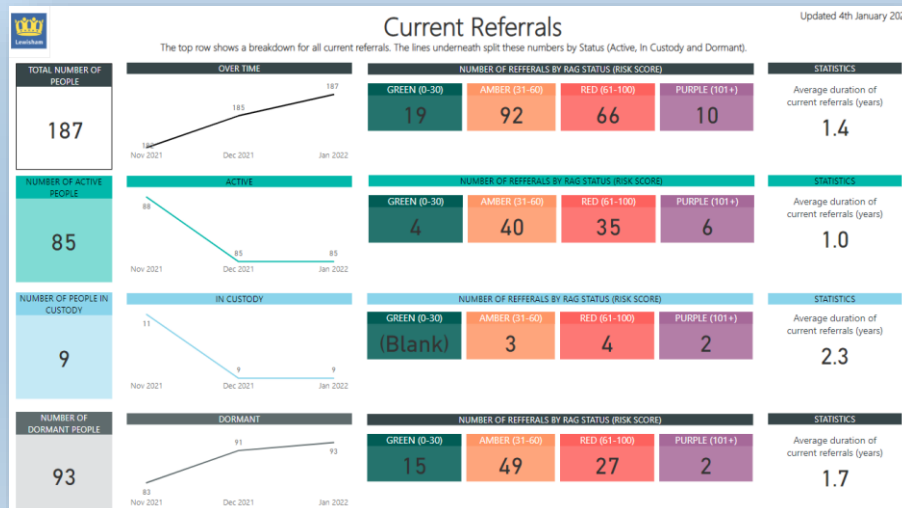 Lewisham
Current Referrals
Updated 4th January
The top row shows a breakdown for all current referrals. The lines underneath split these numbers by Status (Active, In Custody and Dormant).
TOTAL NUMBER OF
PEOPLE
187
OVER TIME
187
185
Nov 2021
Dec 2021
Jan 2022
NUMBER OF REFFERALS BY RAG STATUS (RISK SCORE)
GREEN (0-30)
19
AMBER (31-60)
92
RED (61-100)
66
PURPLE (101+)
10
STATISTICS
Average duration of
current referrals (years)
1.4
NUMBER OF ACTIVE
PEOPLE
85
ACTIVE
88
85
85
Nov 2021
Dec 2021
Jan 2022
NUMBER OF REFFERALS BY RAG STATUS (RISK SCORE)
GREEN (0-30)
4
AMBER (31-60)
40
RED (61-100)
35
PURPLE (101+)
6
STATISTICS
Average duration of
current referrals (years)
1.0
NUMBER OF PEOPLE IN
CUSTODY
9
IN CUSTODY
11
9
9
Nov 2021
Dec 2021
Jan 2022
NUMBER OF REFFERALS BY RAG STATUS (RISK SCORE)
GREEN (0-30)
(Blank)
AMBER (31-60)
3
RED (61-100)
4
PURPLE (101+)
2
STATISTICS
Average duration of
current referrals (years)
2.3
NUMBER OF
DORMANT PEOPLE
93
DORMANT
83
91
93
Nov 2021
Dec 2021
Jan 2022
NUMBER OF REFFERALS BY RAG STATUS (RISK SCORE)
GREEN (0-30)
15
AMBER (31-60)
49
RED (61-100)
27
PURPLE (101+)
2
STATISTICS
Average duration of
current referrals (years)
1.7